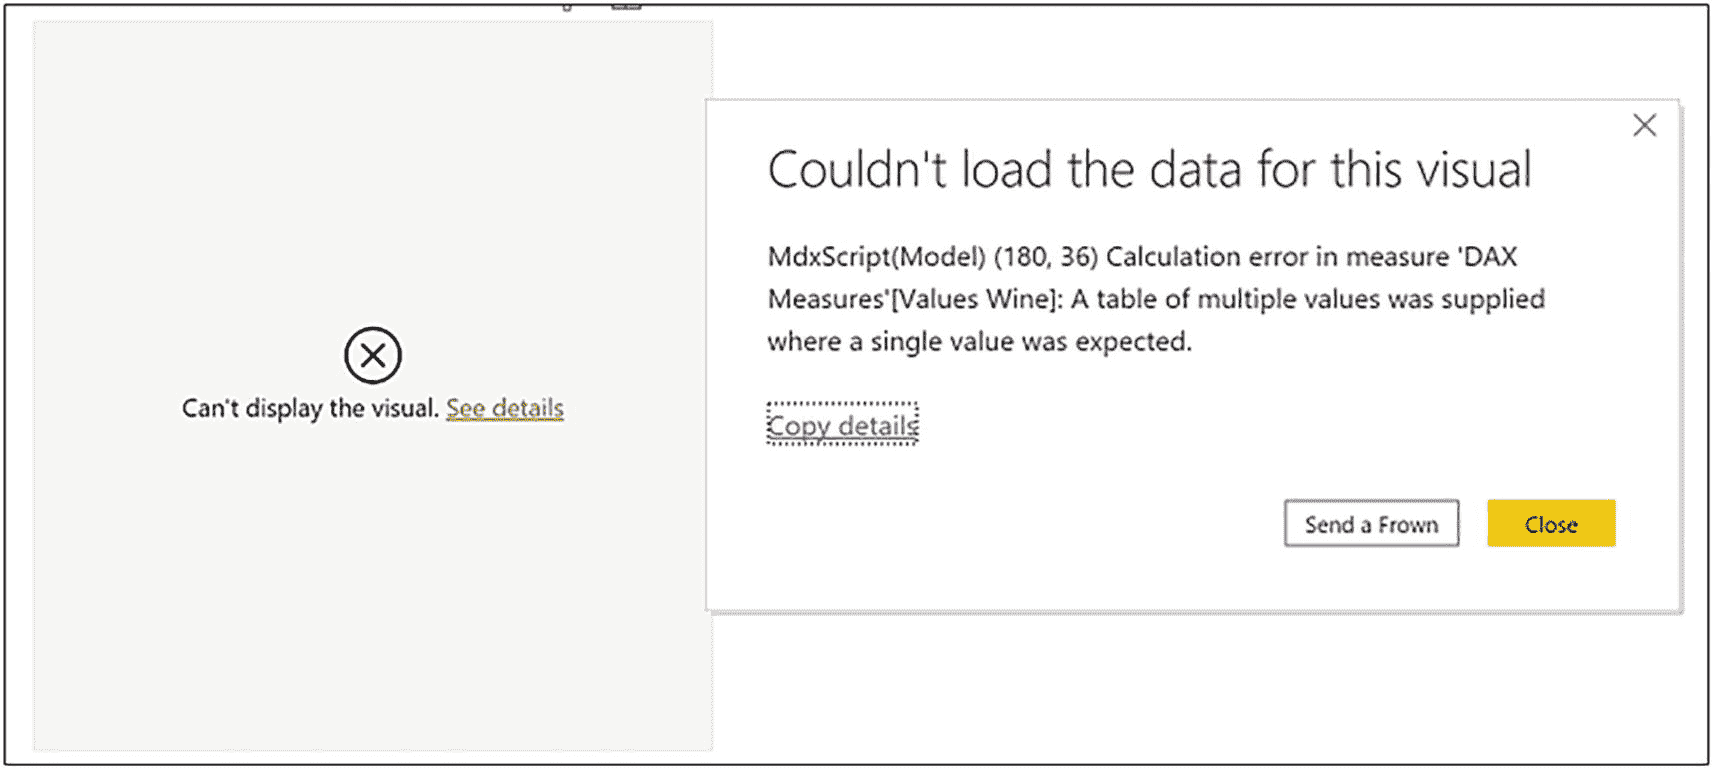 Can't display the visual. See details
Couldn't load the data for this visual
MdxScript(Model) (180, 36) Calculation error in measure 'DAX
Measures'[Values Wine]: A table of multiple values was supplied
where a single value was expected.
Copy details
Send a Frown
Close